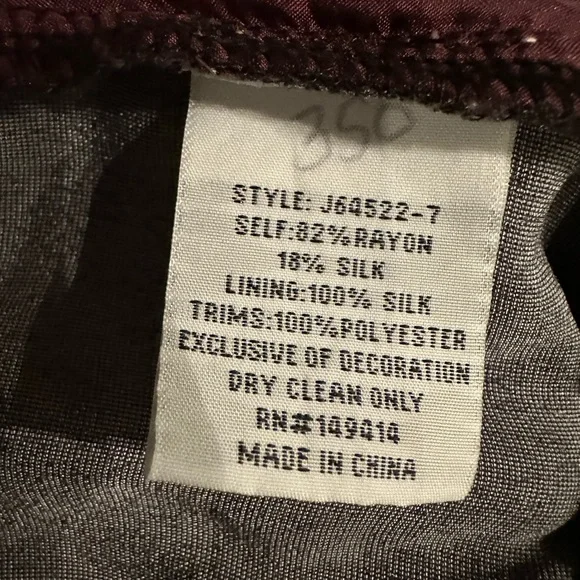 350
STYLE: J64522-7
SELF:82%RAYON
18% SILK
LINING:100% SILK
TRIMS:100%POLYESTER
EXCLUSIVE OF DECORATION
DRY CLEAN ONLY
RN#149414
MADE IN CHINA